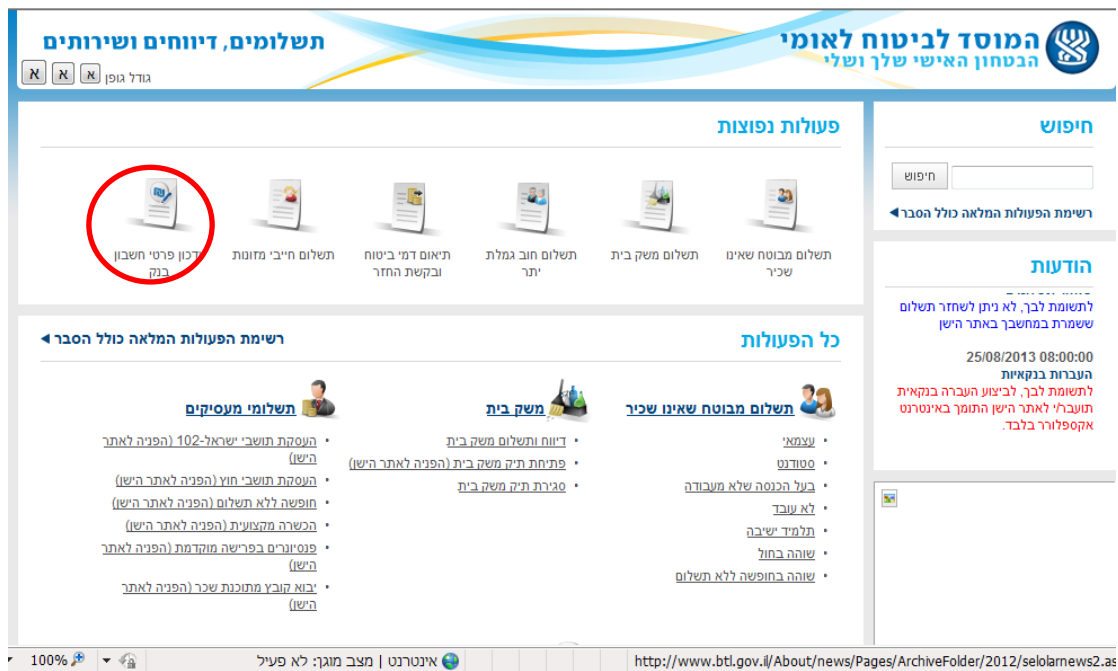 המוסד לביטוח לאומי
הבטחון האישי שלך ושלי
תשלומים, דיווחים ושירותים
גודל גופן א א א
חיפוש
חיפוש
רשימת הפעולות המלאה כולל הסבר
הודעות
לתשומת לבך, לא ניתן לשחזר תשלום
ששמרת במחשבך באתר הישן
25/08/2013 08:00:00
העברות בנקאיות
לתשומת לבך, לביצוע העברה בנקאית
תועבר/י לאתר הישן התומך באינטרנט
אקספלורר בלבד.
פעולות נפוצות
תשלום מבוטח שאינו
שכיר
תשלום משק בית
תשלום חוב גמלת
יתר
תיאום דמי ביטוח
ובקשת החזר
תשלום חייבי מזונות
דכון פרטי חשבון
בנק
כל הפעולות
רשימת הפעולות המלאה כולל הסבר
תשלום מבוטח שאינו שכיר
עצמאי
סטודנט
בעל הכנסה שלא מעבודה
לא עובד
תלמיד ישיבה
שוהה בחול
שוהה בחופשה ללא תשלום
משק בית
דיווח ותשלום משק בית
פתיחת תיק משק בית (הפניה לאתר הישן)
סגירת תיק משק בית
תשלומי מעסיקים
העסקת תושבי ישראל-102 (הפניה לאתר
הישן)
העסקת תושבי חוץ (הפניה לאתר הישן)
חופשה ללא תשלום (הפניה לאתר הישן)
הכשרה מקצועית (הפניה לאתר הישן)
פנסיונרים בפרישה מוקדמת (הפניה לאתר
הישן)
יבוא קובץ מתוכנת שכר (הפניה לאתר
הישן)
http://www.btl.gov.il/About/news/Pages/ArchiveFolder/2012/selolarnews2.as
אינטרנט | מצב מוגן: לא פעיל
100%